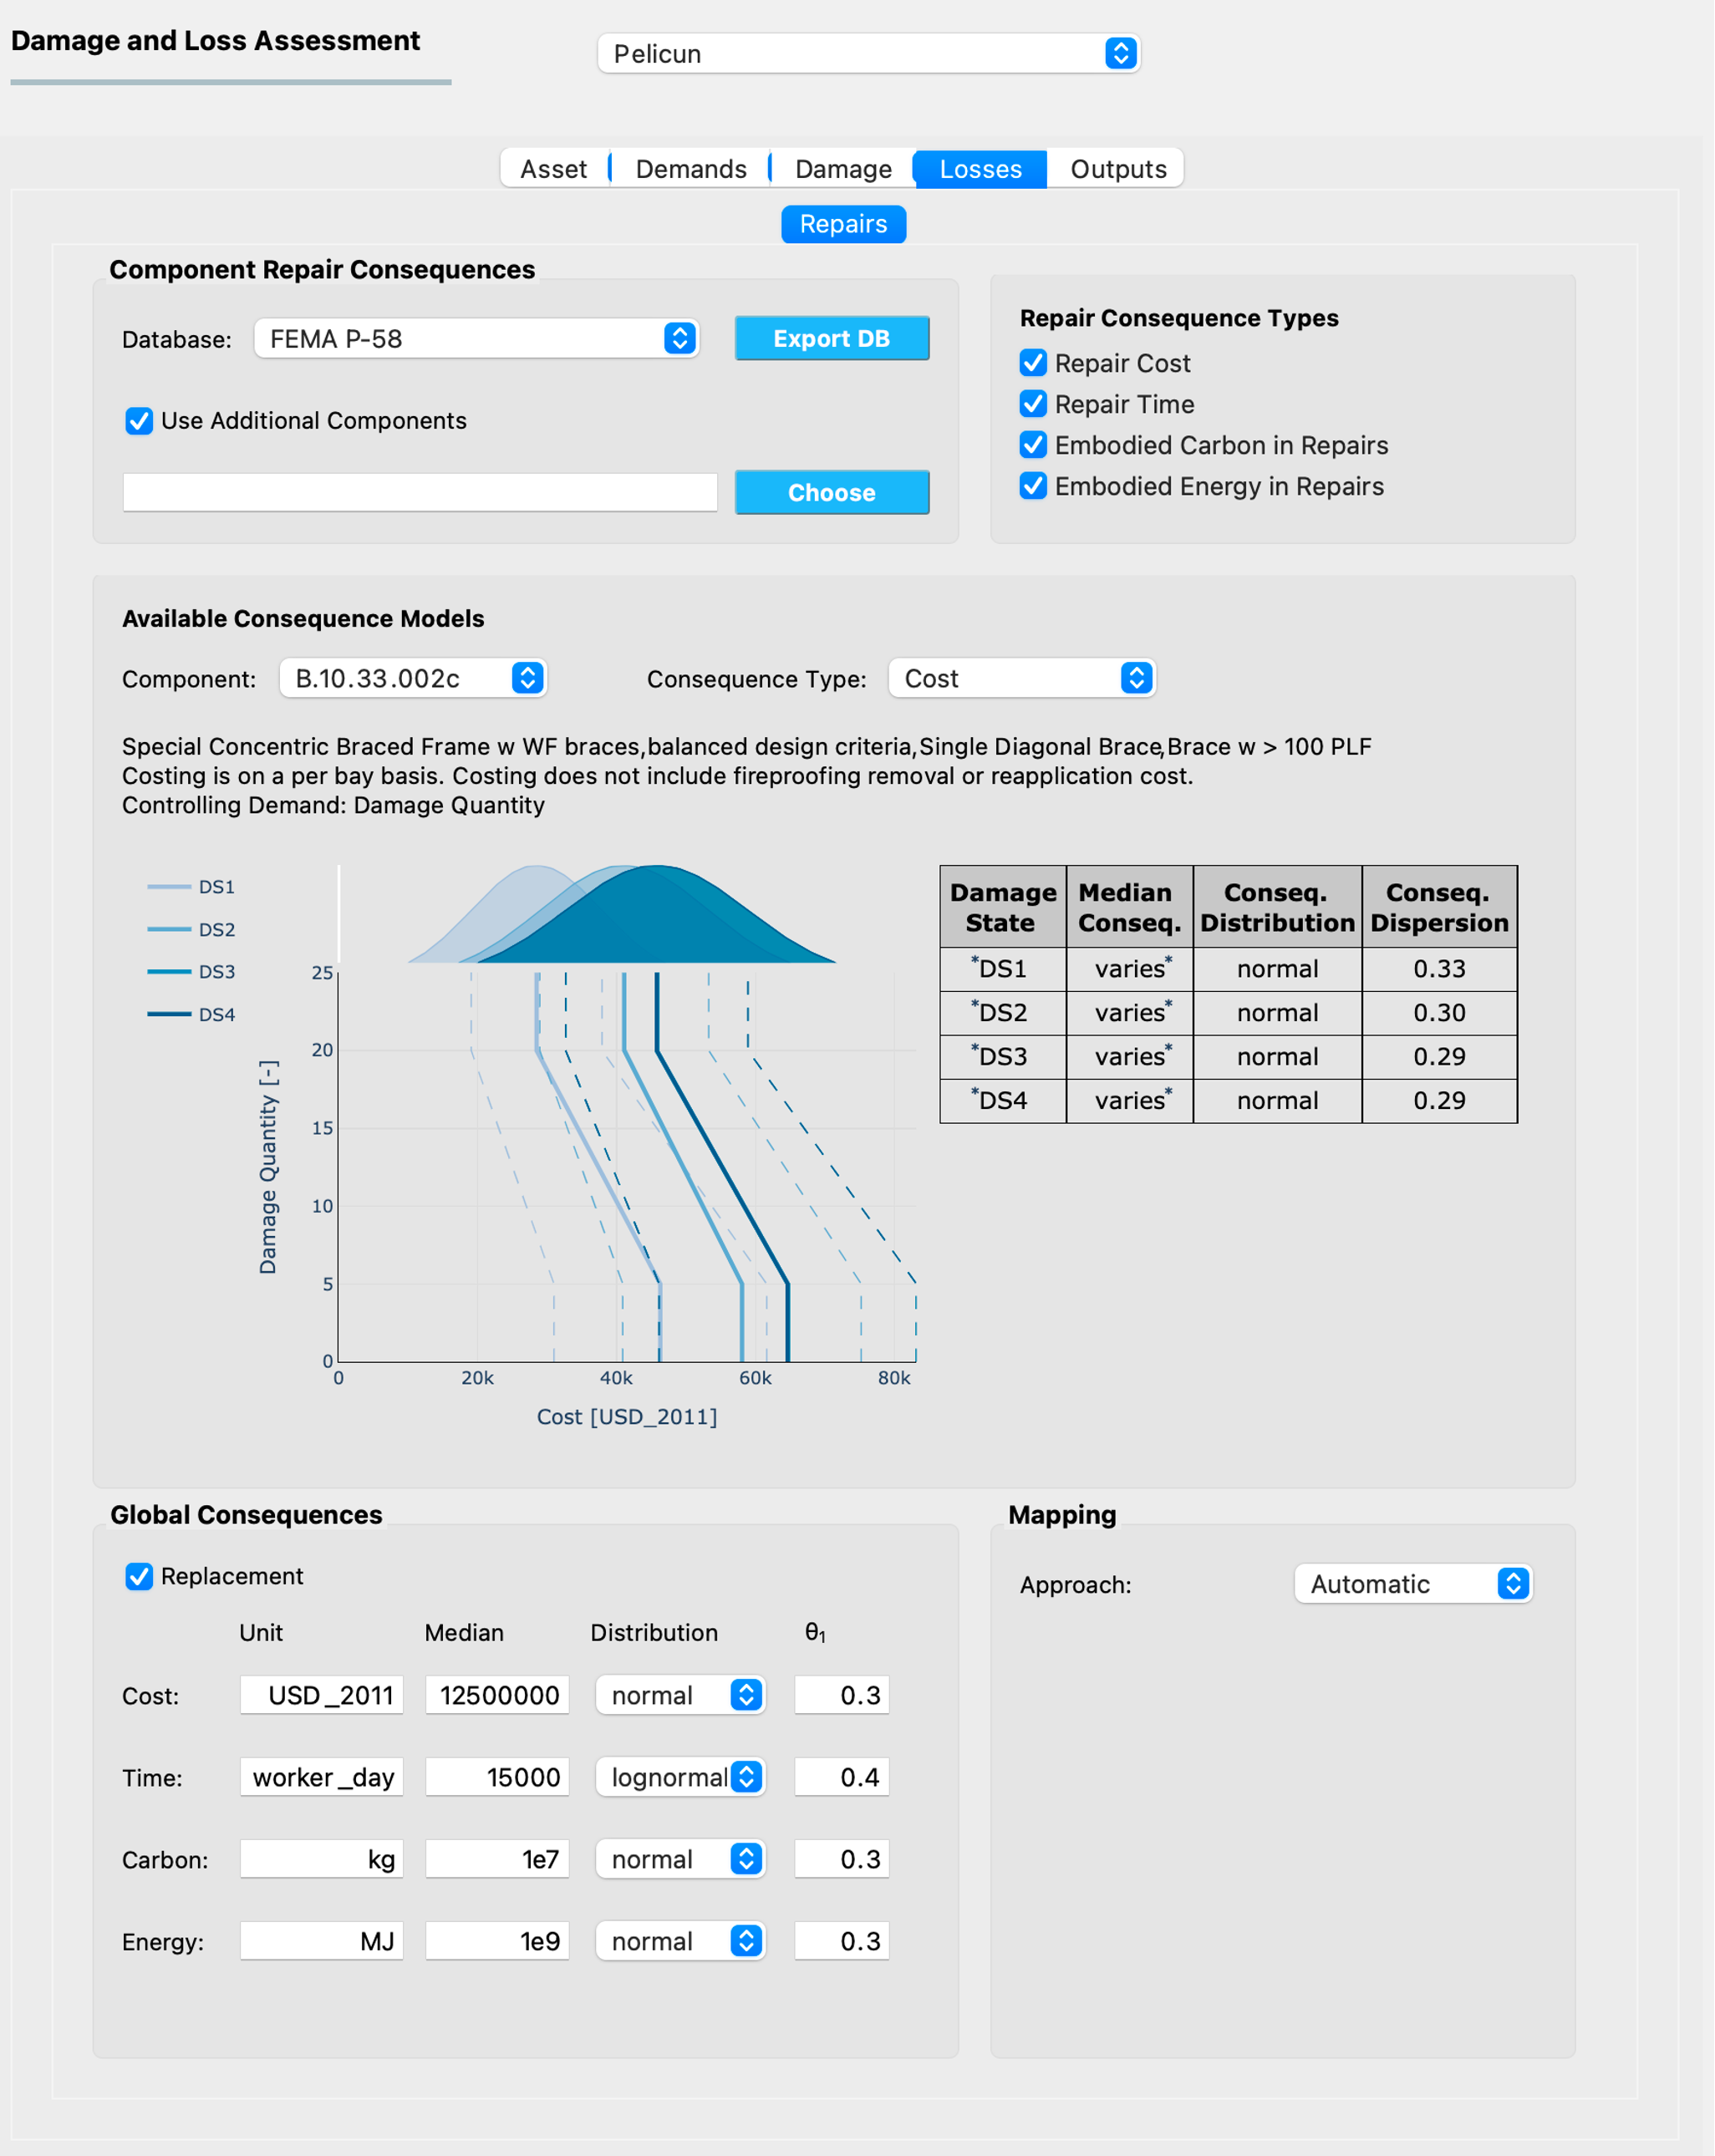 Damage and Loss Assessment
Pelicun
Asset Demands Damage Losses Outputs
Repairs
Component Repair Consequences
Database: FEMA P-58 Export DB
Use Additional Components
Choose
Repair Consequence Types
Repair Cost
Repair Time
Embodied Carbon in Repairs
Embodied Energy in Repairs
Available Consequence Models
Component: B.10.33.002c Consequence Type: Cost
Special Concentric Braced Frame w WF braces,balanced design criteria,Single Diagonal Brace,Brace w > 100 PLF
Costing is on a per bay basis. Costing does not include fireproofing removal or reapplication cost.
Controlling Demand: Damage Quantity
DS1
DS2
DS3
DS4
Damage Quantity [-]
25
20
15
10
5
0
0 20k 40k 60k 80k
Cost [USD_2011]
Damage State Median Conseq. Conseq. Distribution Conseq. Dispersion
*DS1 varies* normal 0.33
*DS2 varies* normal 0.30
*DS3 varies* normal 0.29
*DS4 varies* normal 0.29
Global Consequences
Replacement
Unit Median Distribution θ₁
Cost: USD_2011 12500000 normal 0.3
Time: worker_day 15000 lognormal 0.4
Carbon: kg 1e7 normal 0.3
Energy: MJ 1e9 normal 0.3
Mapping
Approach: Automatic